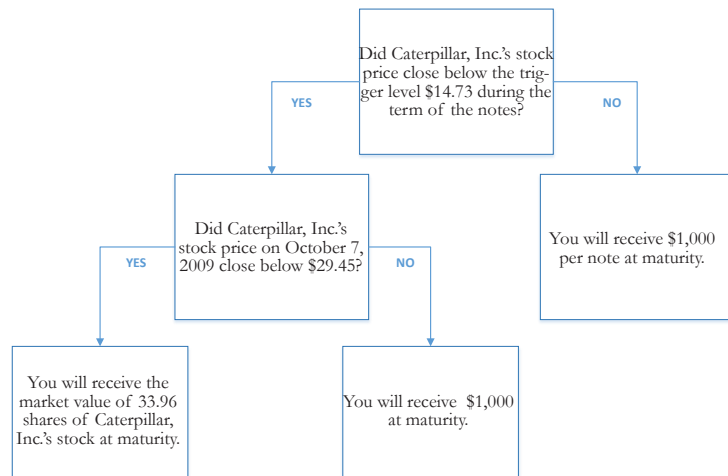 Did Caterpillar, Inc.'s stock
price close below the trig-
ger level $14.73 during the
term of the notes?
YES
NO
Did Caterpillar, Inc.'s
stock price on October 7,
2009 close below $29.45?
You will receive $1,000
per note at maturity.
YES
NO
You will receive the
market value of 33.96
shares of Caterpillar,
Inc.'s stock at maturity.
You will receive $1,000
at maturity.